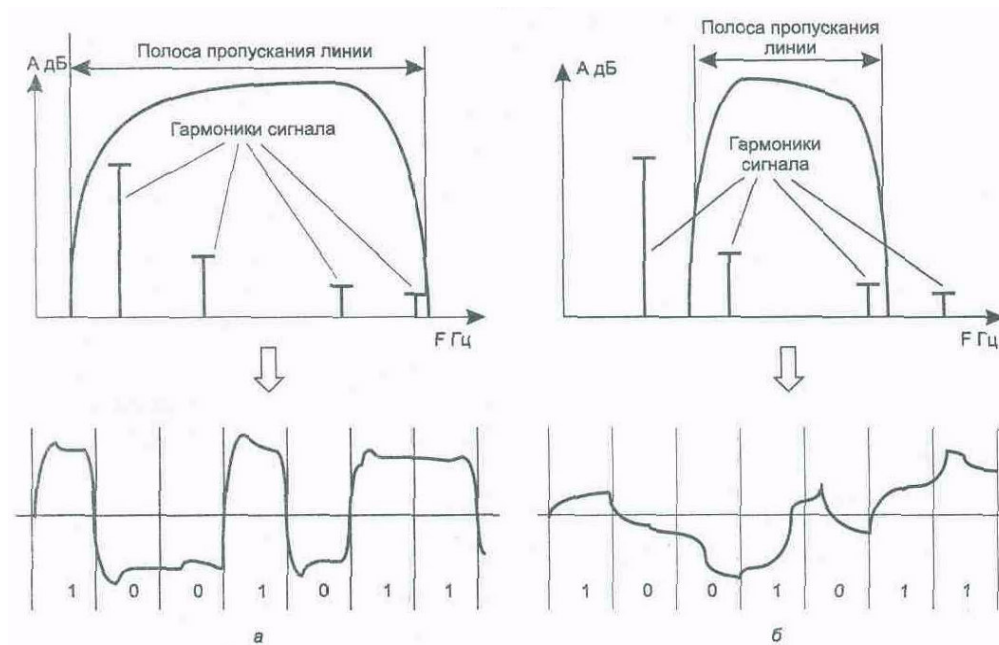 Полоса пропускания линии
А дБ
Гармоники сигнала
F Гц
1 0 0 1 0 1 1
а
Полоса пропускания
линии
А дБ
Гармоники
сигнала
F Гц
1 0 0 1 0 1 1
б